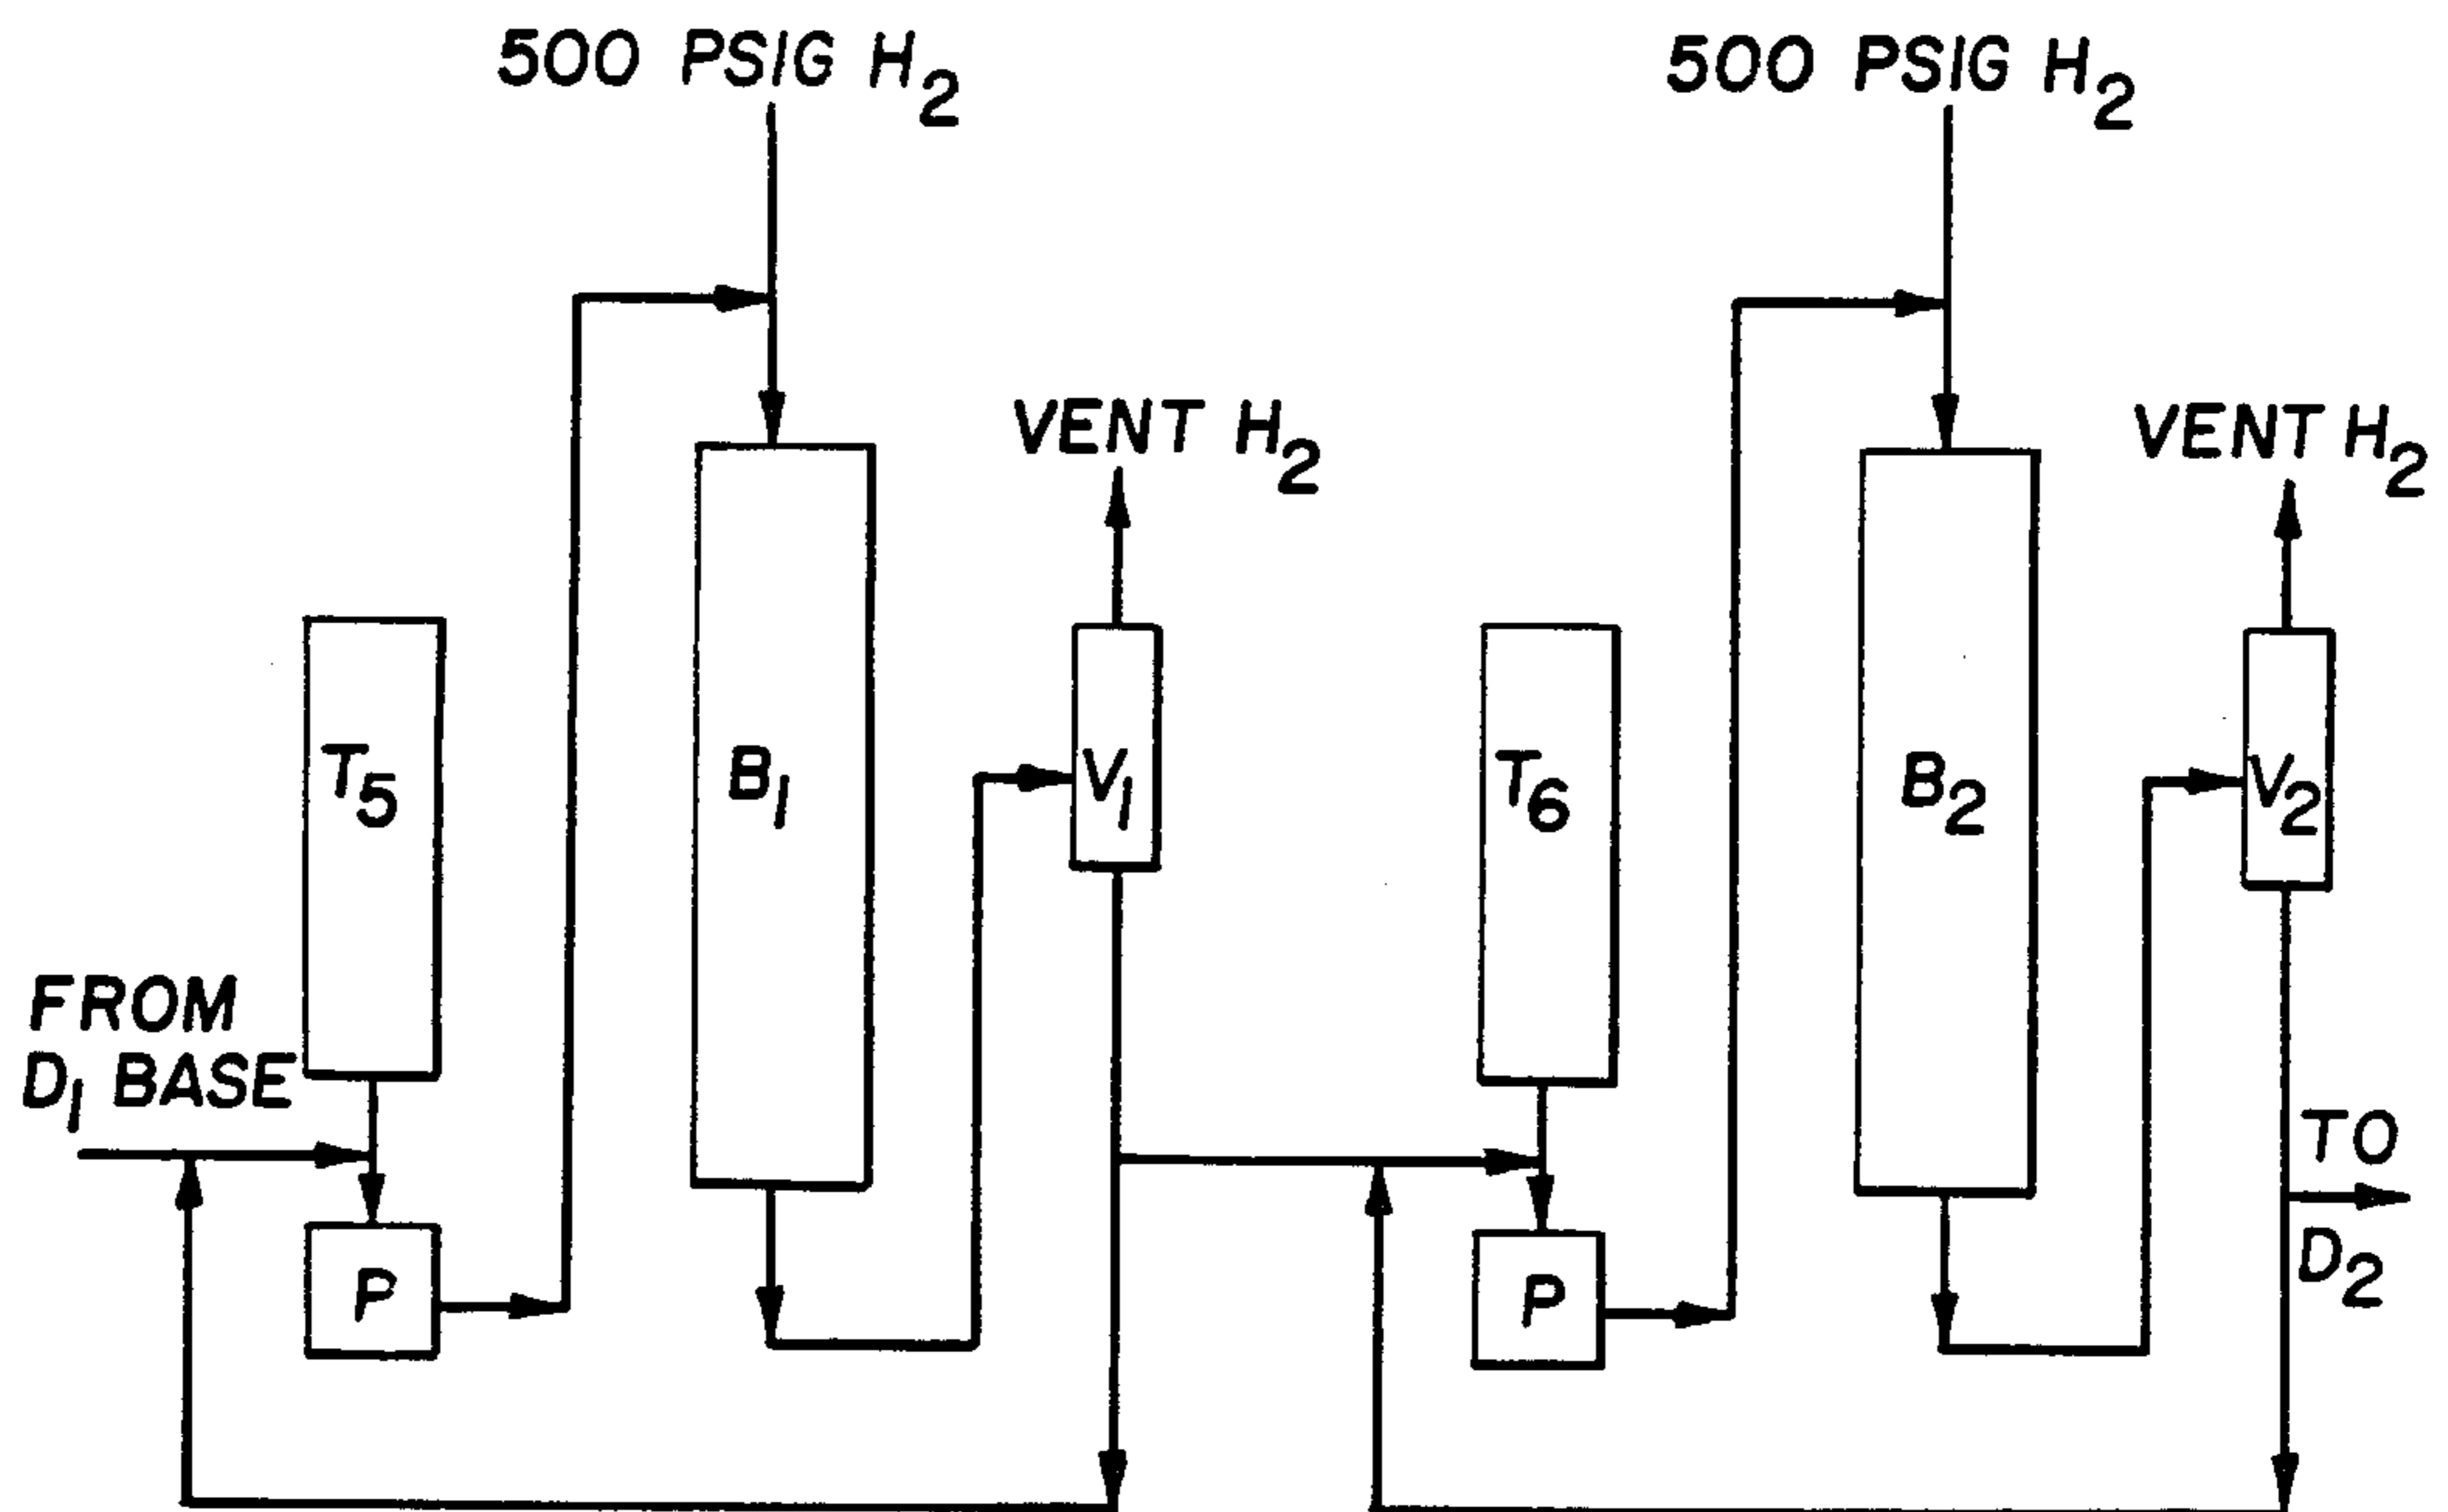 500 PSIG H2
500 PSIG H2
VENT H2
VENT H2
T5
B1
V1
T6
B2
V2
FROM
D1 BASE
TO
D2
P
P